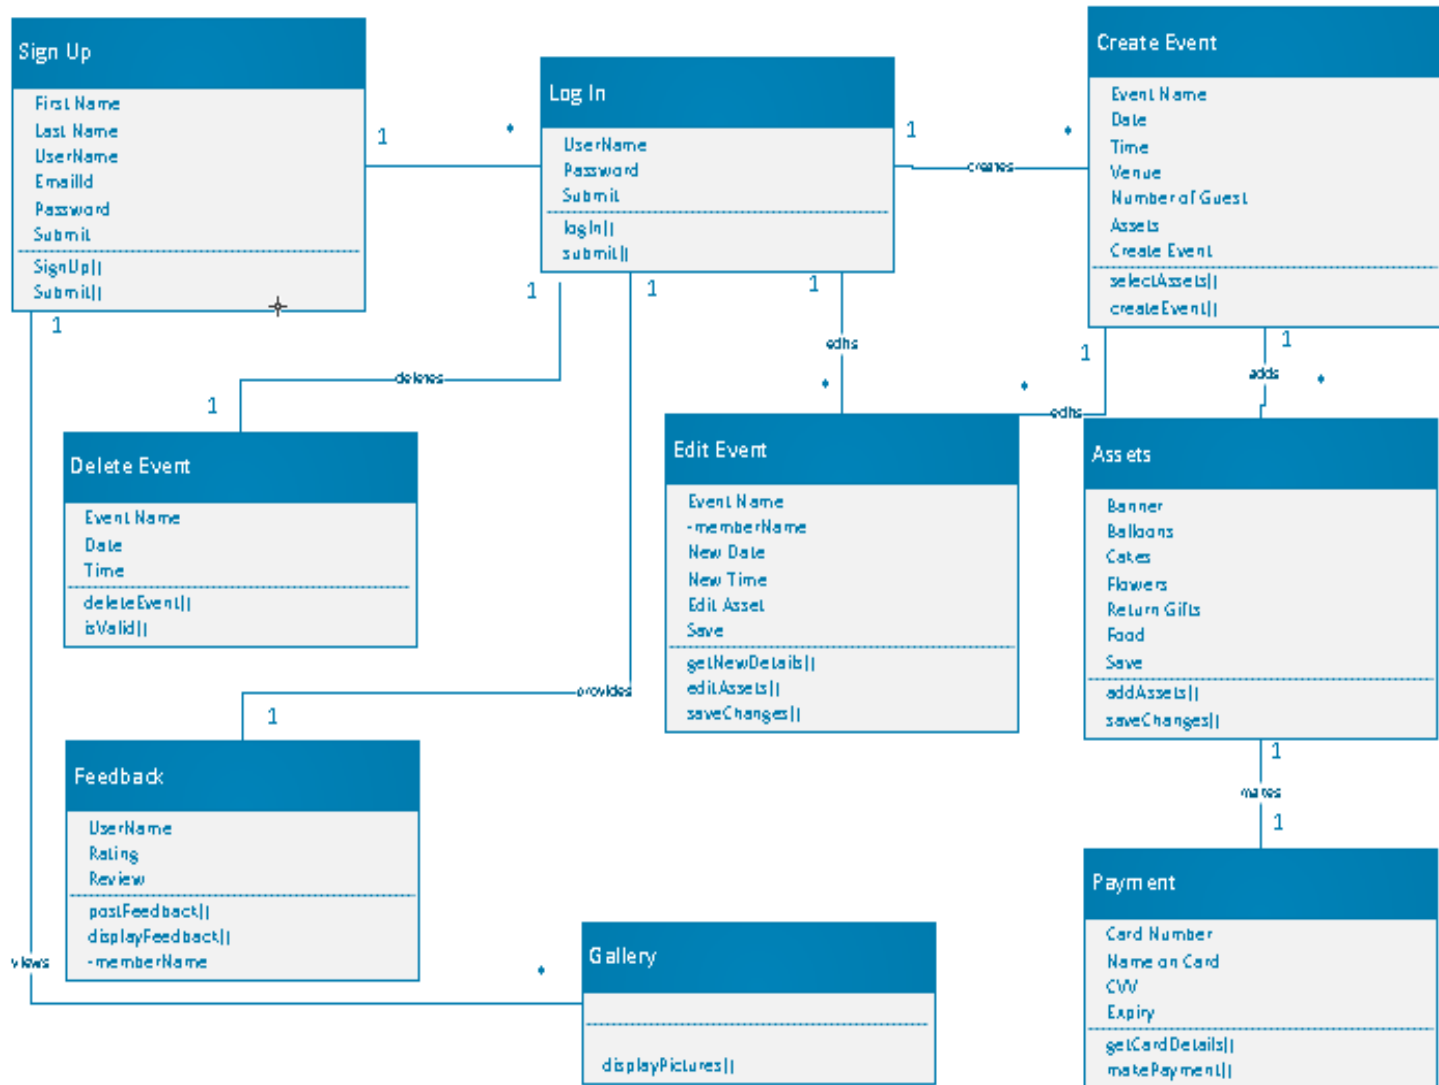 Sign Up
First Name
Last Name
UserName
EmailId
Password
Submit
SignUp()
Submit()
1
*
Log In
UserName
Password
Submit
logIn()
submit()
1
*
creates
Create Event
Event Name
Date
Time
Venue
Number of Guest
Assets
Create Event
selectAssets()
createEvent()
1
1
1
1
1
1
deletes
1
edits
*
*
edits
adds
*
Delete Event
Event Name
Date
Time
deleteEvent()
isValid()
Edit Event
Event Name
-memberName
New Date
New Time
Edit Asset
Save
getNewDetails()
editAssets()
saveChanges()
Assets
Banner
Balloons
Cakes
Flowers
Return Gifts
Food
Save
addAssets()
saveChanges()
provides
1
Feedback
UserName
Rating
Review
postFeedback()
displayFeedback()
-memberName
1
makes
1
views
*
Gallery
displayPictures()
Payment
Card Number
Name on Card
CVV
Expiry
getCardDetails()
makePayment()